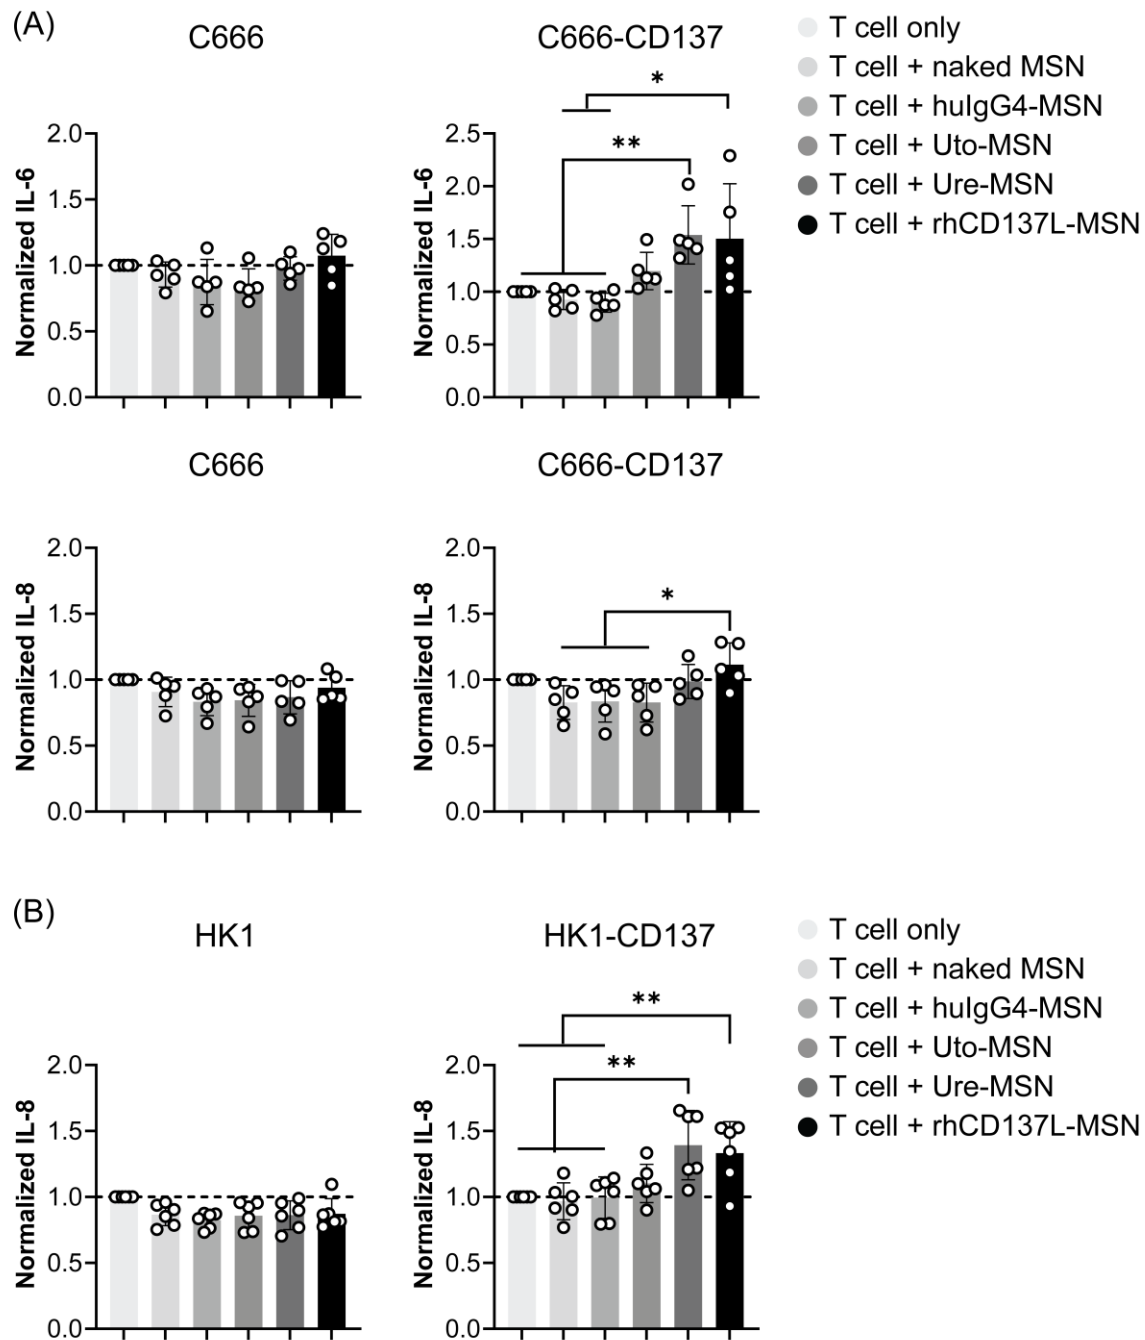 (A)
C666
C666-CD137
T cell only
T cell + naked MSN
T cell + huIgG4-MSN
T cell + Uto-MSN
T cell + Ure-MSN
T cell + rhCD137L-MSN
Normalized IL-6
2.0
1.5
1.0
0.5
0.0
Normalized IL-6
2.5
2.0
1.5
1.0
0.5
0.0
*
**
C666
C666-CD137
Normalized IL-8
2.0
1.5
1.0
0.5
0.0
Normalized IL-8
2.0
1.5
1.0
0.5
0.0
*
(B)
HK1
HK1-CD137
T cell only
T cell + naked MSN
T cell + huIgG4-MSN
T cell + Uto-MSN
T cell + Ure-MSN
T cell + rhCD137L-MSN
Normalized IL-8
2.0
1.5
1.0
0.5
0.0
Normalized IL-8
2.0
1.5
1.0
0.5
0.0
**
**